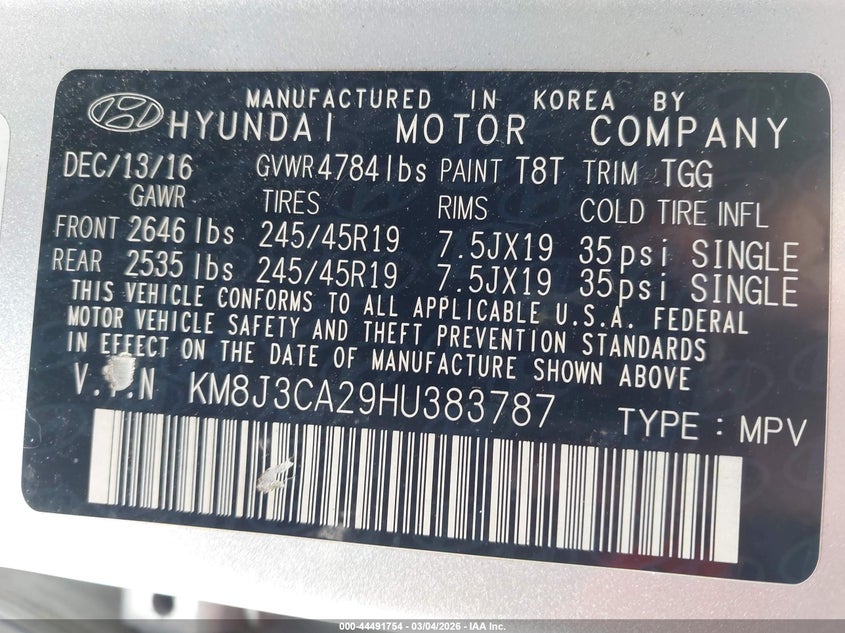 MANUFACTURED IN KOREA BY
HYUNDAI MOTOR COMPANY
DEC/13/16 GVWR 4784 lbs PAINT T8T TRIM TGG
GAWR TIRES RIMS COLD TIRE INFL
FRONT 2646 lbs 245/45R19 7.5JX19 35psi SINGLE
REAR 2535 lbs 245/45R19 7.5JX19 35psi SINGLE
THIS VEHICLE CONFORMS TO ALL APPLICABLE U.S.A. FEDERAL
MOTOR VEHICLE SAFETY AND THEFT PREVENTION STANDARDS
IN EFFECT ON THE DATE OF MANUFACTURE SHOWN ABOVE
V.I.N KM8J3CA29HU383787 TYPE : MPV
000-44491754 — 03/04/2026 — IAA Inc.